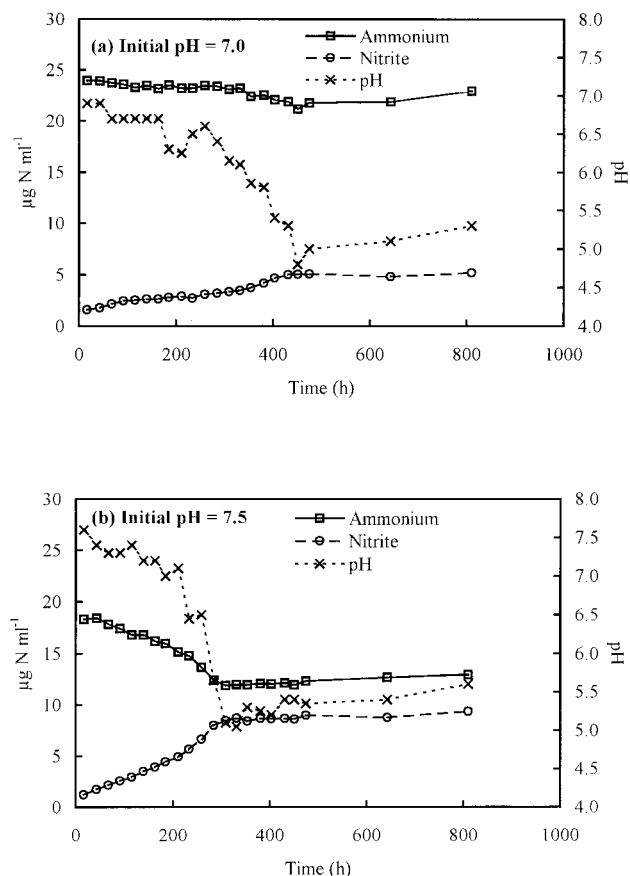 (a) Initial pH = 7.0
Ammonium
Nitrite
pH
30
25
20
15
10
5
0
µg N ml⁻¹
8.0
7.5
7.0
6.5
6.0
5.5
5.0
4.5
4.0
pH
0 200 400 600 800 1000
Time (h)
(b) Initial pH = 7.5
Ammonium
Nitrite
pH
30
25
20
15
10
5
0
µg N ml⁻¹
8.0
7.5
7.0
6.5
6.0
5.5
5.0
4.5
4.0
pH
0 200 400 600 800 1000
Time (h)